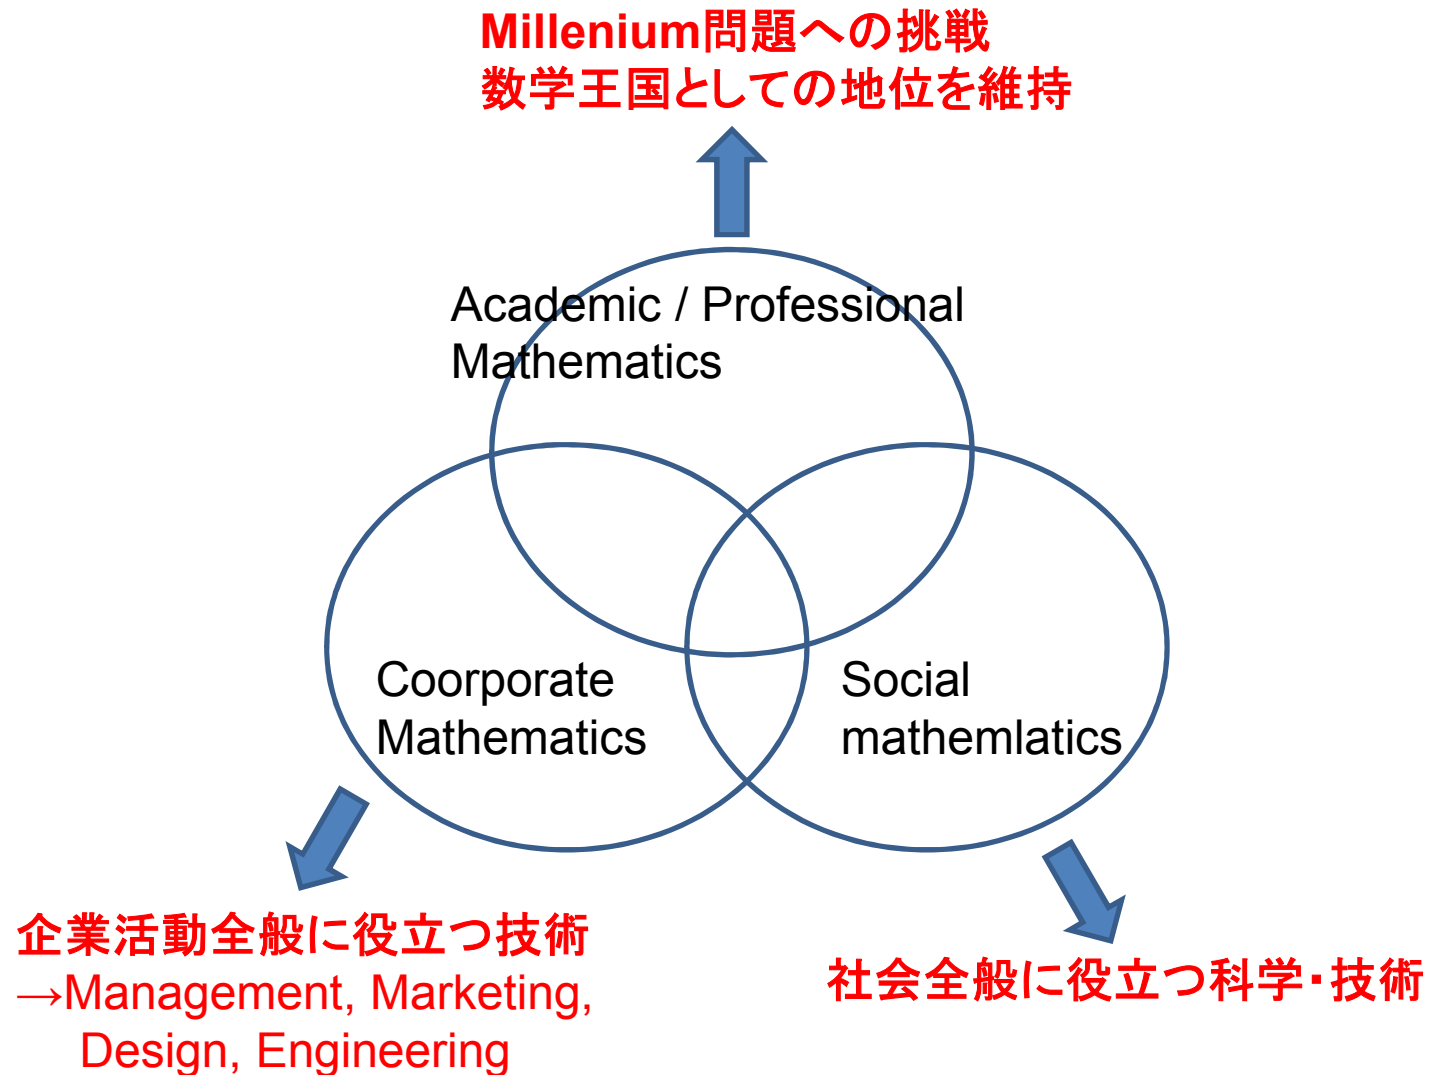 Millenium問題への挑戦
数学王国としての地位を維持
Academic / Professional
Mathematics
Coorporate
Mathematics
Social
mathemlatics
企業活動全般に役立つ技術
→Management, Marketing,
Design, Engineering
社会全般に役立つ科学・技術